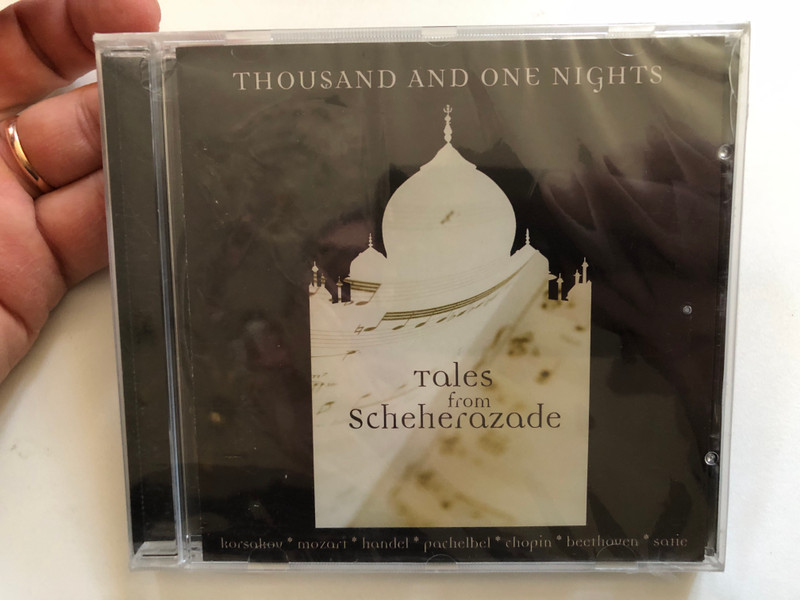 THOUSAND AND ONE NIGHTS
Tales
from
Scheherazade
korsakov * mozart * handel * pachelbel * chopin * beethoven * satie